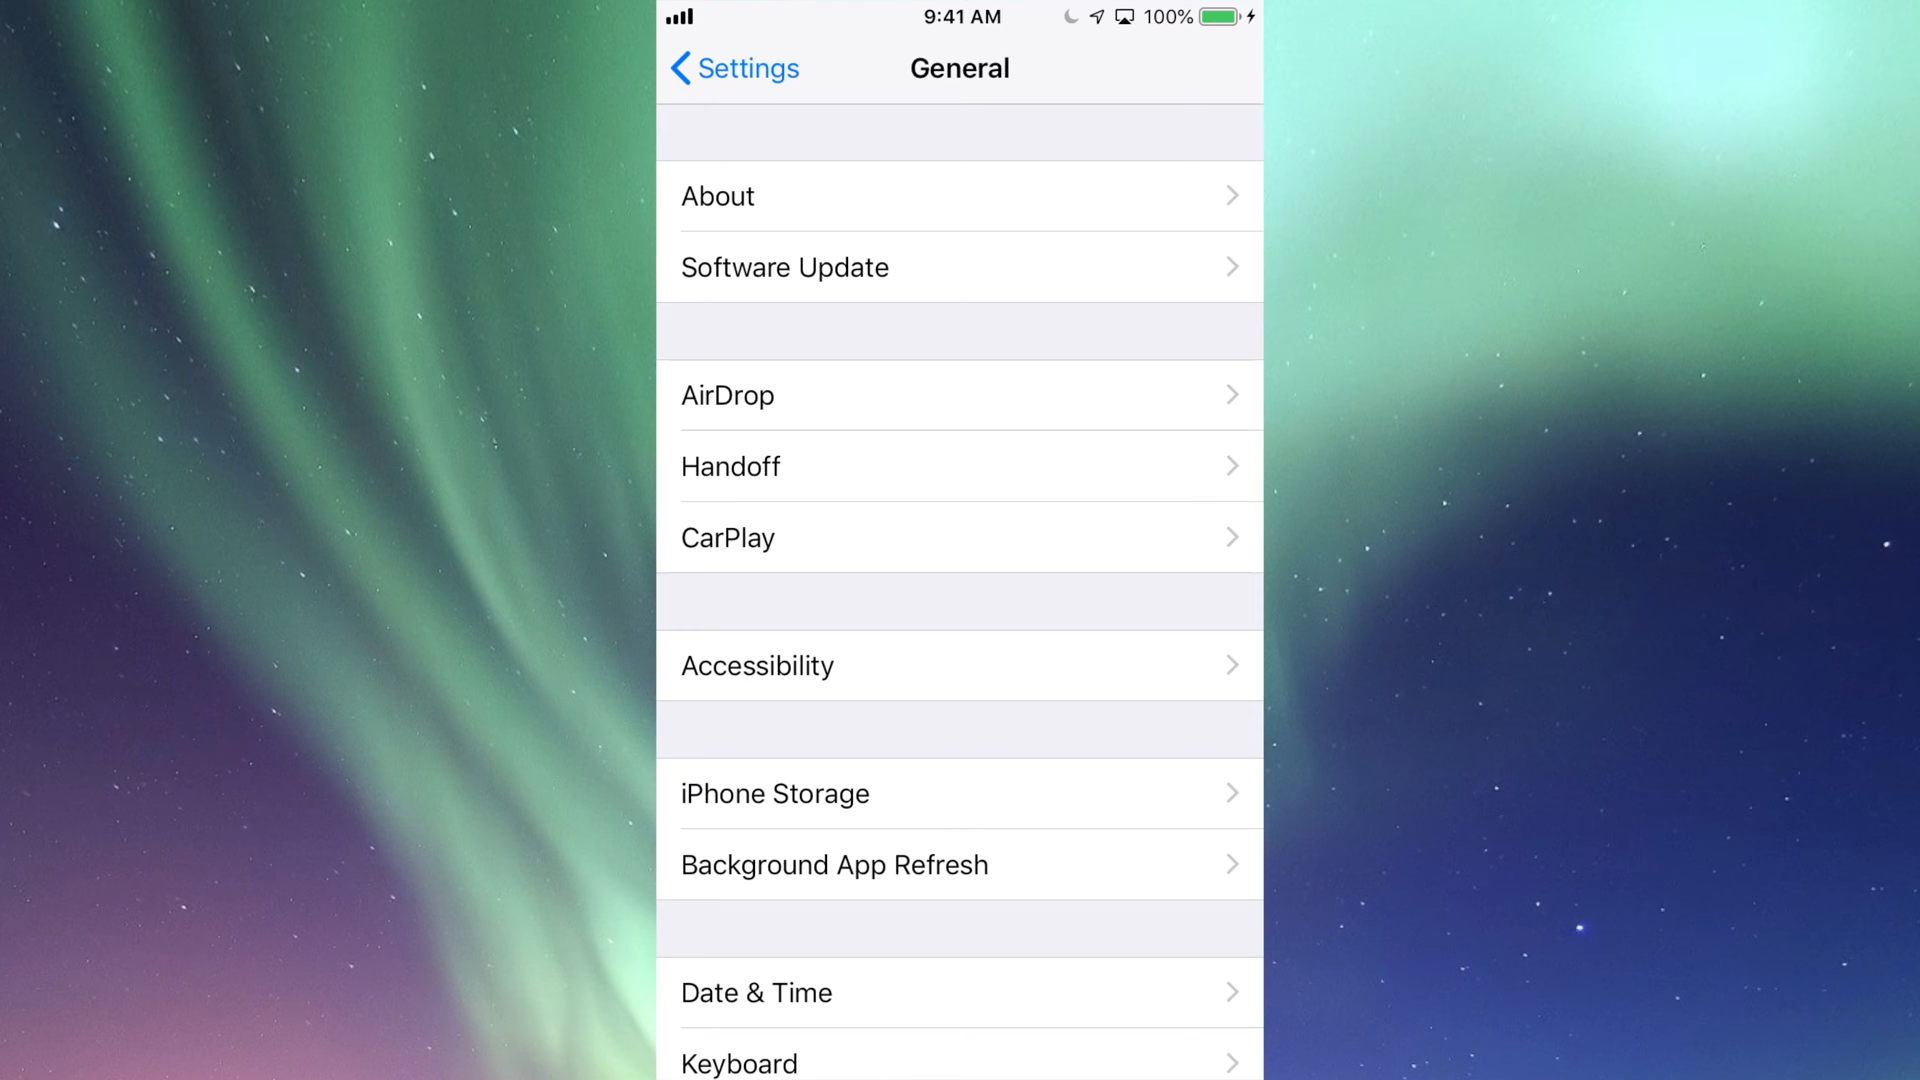 9:41 AM 100%
Settings General
About
Software Update
AirDrop
Handoff
CarPlay
Accessibility
iPhone Storage
Background App Refresh
Date & Time
Keyboard